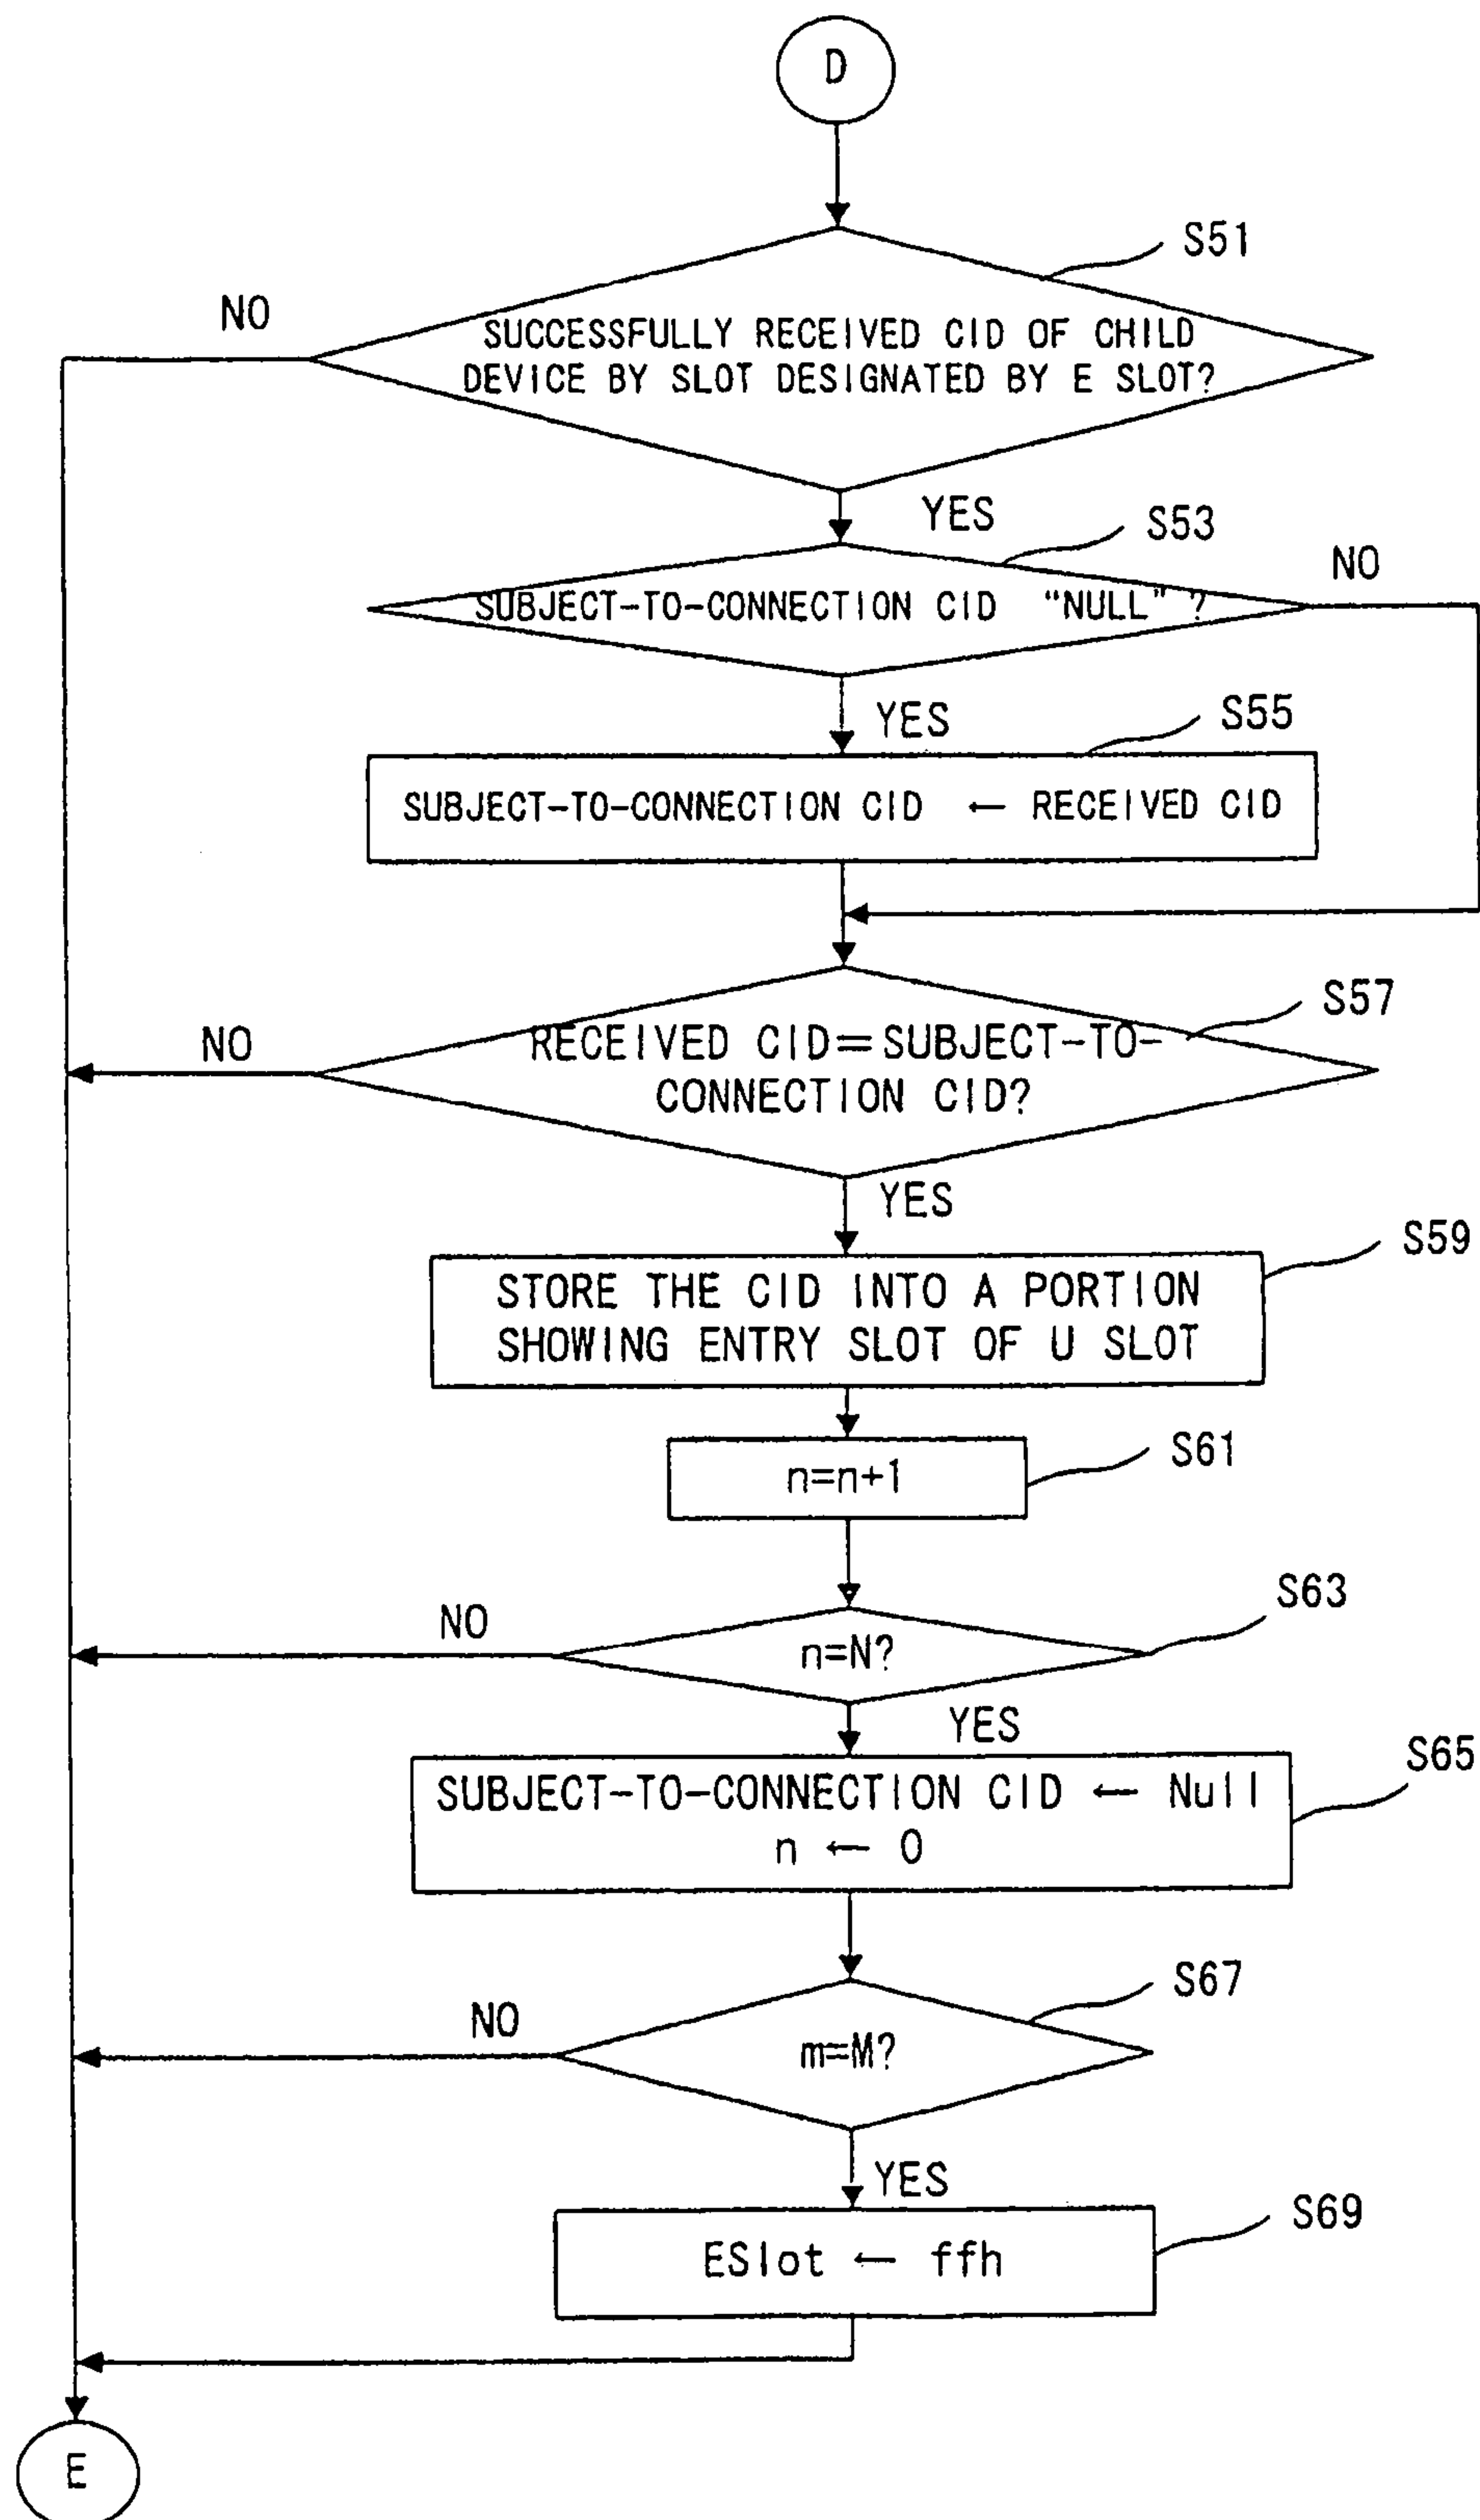 D
S51
NO
SUCCESSFULLY RECEIVED CID OF CHILD
DEVICE BY SLOT DESIGNATED BY E SLOT?
YES
S53
NO
SUBJECT-TO-CONNECTION CID "NULL" ?
YES
S55
SUBJECT-TO-CONNECTION CID ← RECEIVED CID
S57
NO
RECEIVED CID=SUBJECT-TO-
CONNECTION CID?
YES
S59
STORE THE CID INTO A PORTION
SHOWING ENTRY SLOT OF U SLOT
S61
n=n+1
S63
NO
n=N?
YES
S65
SUBJECT-TO-CONNECTION CID ← Null
n ← 0
S67
NO
m=M?
YES
S69
ESlot ← ffh
E